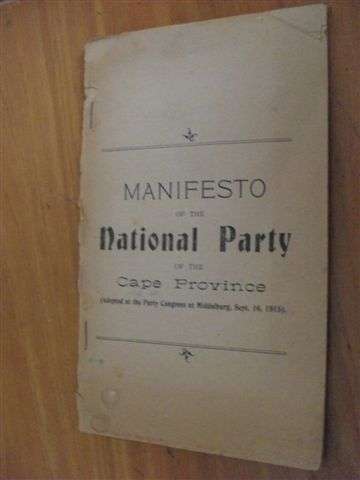 MANIFESTO
OF THE
National Party
OF THE
Cape Province
(Adopted at the Party Congress at Middelburg, Sept. 16, 1915).